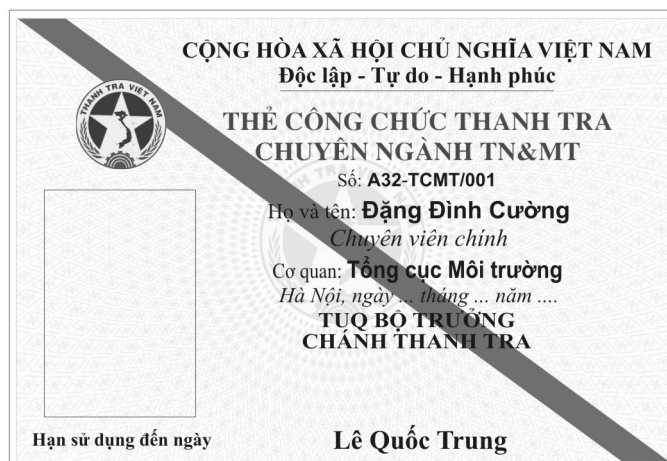 CỘNG HÒA XÃ HỘI CHỦ NGHĨA VIỆT NAM
Độc lập - Tự do - Hạnh phúc
THANH TRA VIỆT NAM
THẺ CÔNG CHỨC THANH TRA
CHUYÊN NGÀNH TN&MT
Số: A32-TCMT/001
Họ và tên: Đặng Đình Cường
Chuyên viên chính
Cơ quan: Tổng cục Môi trường
Hà Nội, ngày ... tháng ... năm ....
TUQ BỘ TRƯỞNG
CHÁNH THANH TRA
Hạn sử dụng đến ngày
Lê Quốc Trung